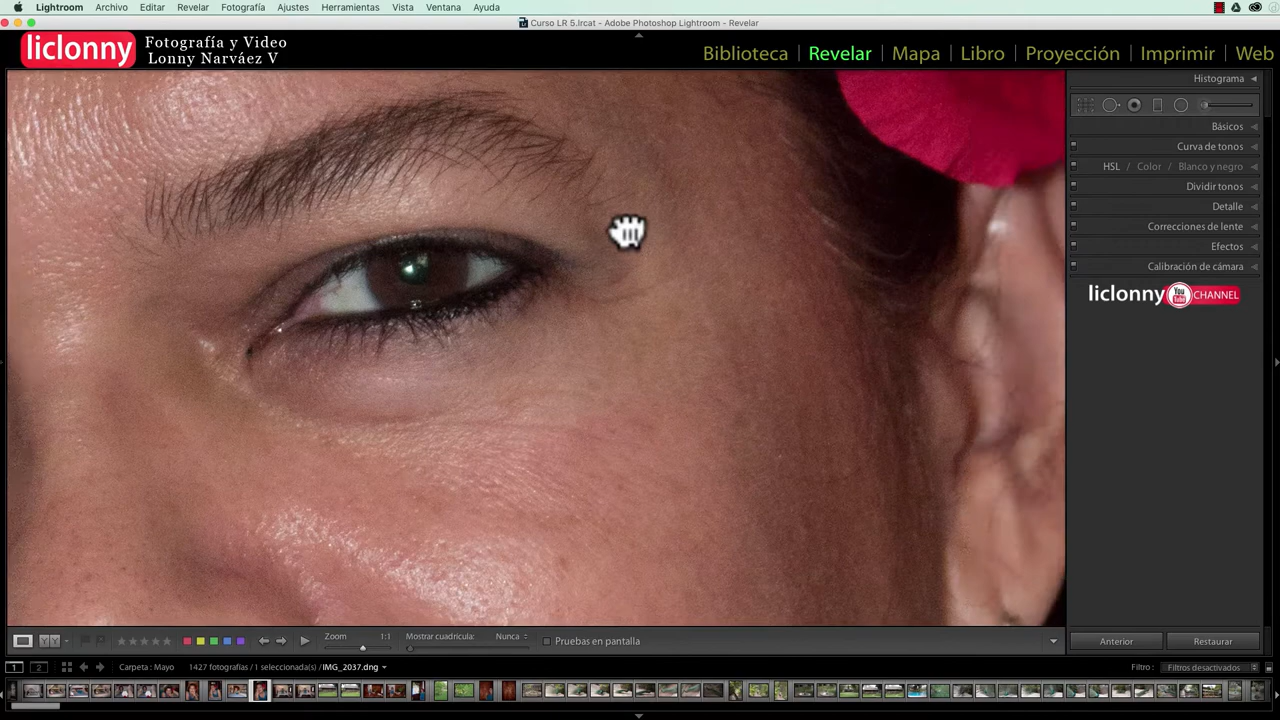 Lightroom Archivo Editar Revelar Fotografía Ajustes Herramientas Vista Ventana Ayuda
Curso LR 5.lrcat - Adobe Photoshop Lightroom - Revelar
liclonny Fotografía y Video
Lonny Narváez V
Biblioteca | Revelar | Mapa | Libro | Proyección | Imprimir | Web
Histograma
Básicos
Curva de tonos
HSL / Color / Blanco y negro
Dividir tonos
Detalle
Correcciones de lente
Efectos
Calibración de cámara
liclonny You Tube CHANNEL
Zoom 1:1 Mostrar cuadrícula: Nunca Pruebas en pantalla
Anterior Restaurar
1 2 Carpeta : Mayo 1427 fotografías / 1 seleccionada(s) / IMG_2037.dng Filtro : Filtros desactivados